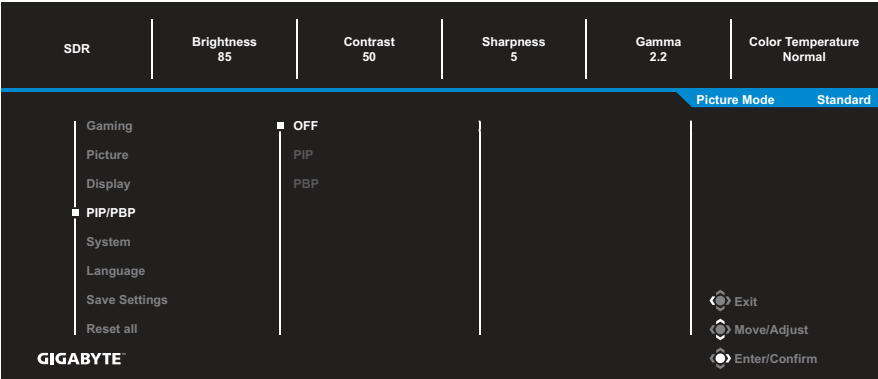 SDR
Brightness
85
Contrast
50
Sharpness
5
Gamma
2.2
Color Temperature
Normal
Picture Mode Standard
Gaming
Picture
Display
PIP/PBP
System
Language
Save Settings
Reset all
OFF
PIP
PBP
Exit
Move/Adjust
Enter/Confirm
GIGABYTE™